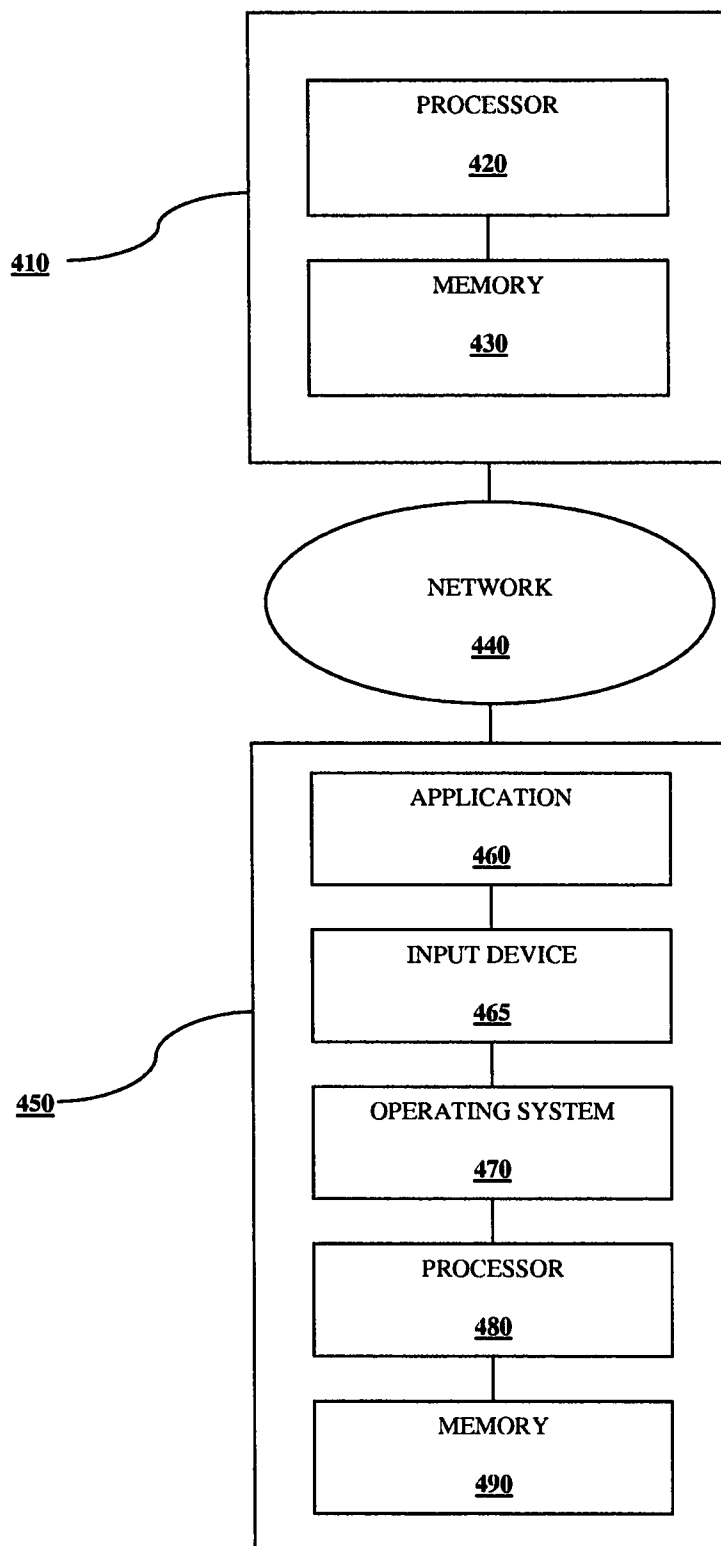 PROCESSOR
420
410
MEMORY
430
NETWORK
440
APPLICATION
460
INPUT DEVICE
465
450
OPERATING SYSTEM
470
PROCESSOR
480
MEMORY
490